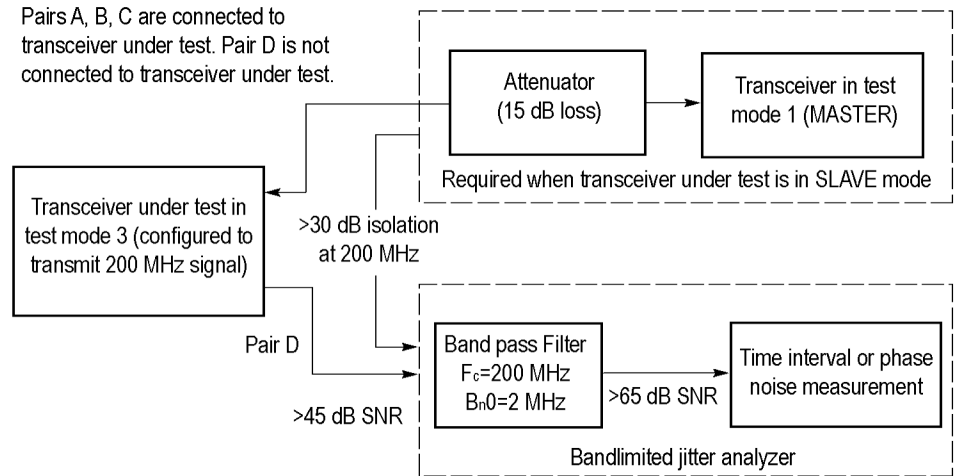 Pairs A, B, C are connected to
transceiver under test. Pair D is not
connected to transceiver under test.
Attenuator
(15 dB loss)
Transceiver in test
mode 1 (MASTER)
Required when transceiver under test is in SLAVE mode
Transceiver under test in
test mode 3 (configured to
transmit 200 MHz signal)
>30 dB isolation
at 200 MHz
Pair D
>45 dB SNR
Band pass Filter
Fc=200 MHz
Bn0=2 MHz
>65 dB SNR
Time interval or phase
noise measurement
Bandlimited jitter analyzer